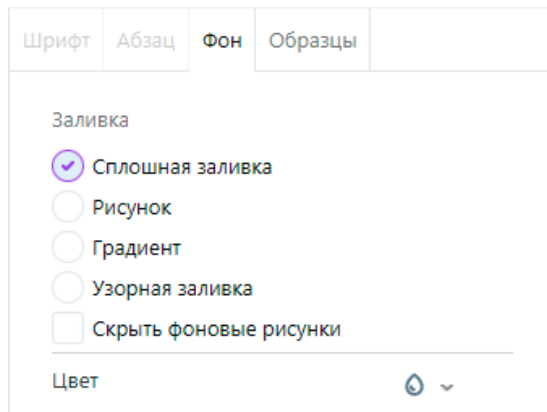 Шрифт Абзац Фон Образцы
Заливка
Сплошная заливка
Рисунок
Градиент
Узорная заливка
Скрыть фоновые рисунки
Цвет